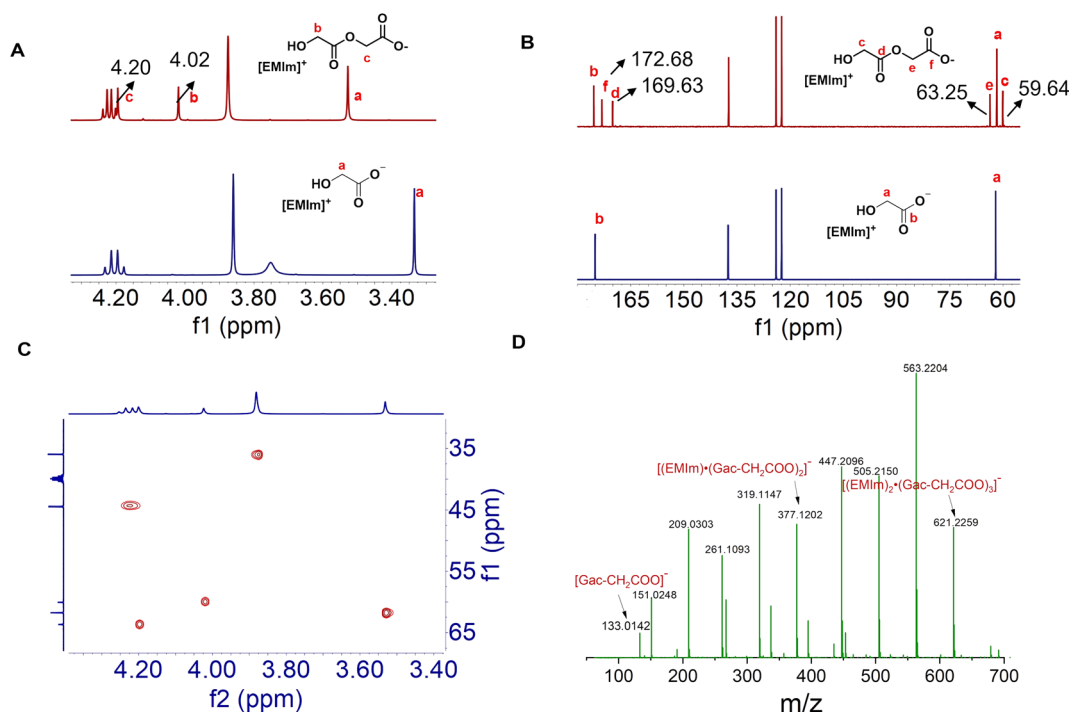 A
4.20
4.02
c
b
a
b
HO
O
O
O
O-
c
[EMIm]+
a
HO
O−
O
[EMIm]+
a
4.20 4.00 3.80 3.60 3.40
f1 (ppm)
B
b
f
d
172.68
169.63
c
HO
d
O
O
e
O
f
O-
[EMIm]+
a
e
c
63.25
59.64
b
a
HO
O−
O
b
[EMIm]+
a
165 150 135 120 105 90 75 60
f1 (ppm)
C
35
45
55
65
f1 (ppm)
4.20 4.00 3.80 3.60 3.40
f2 (ppm)
D
563.2204
[(EMIm)•(Gac-CH2COO)2]−
447.2096
505.2150
[(EMIm)2•(Gac-CH2COO)3]−
319.1147
377.1202
621.2259
209.0303
261.1093
[Gac-CH2COO]−
151.0248
133.0142
100 200 300 400 500 600 700
m/z